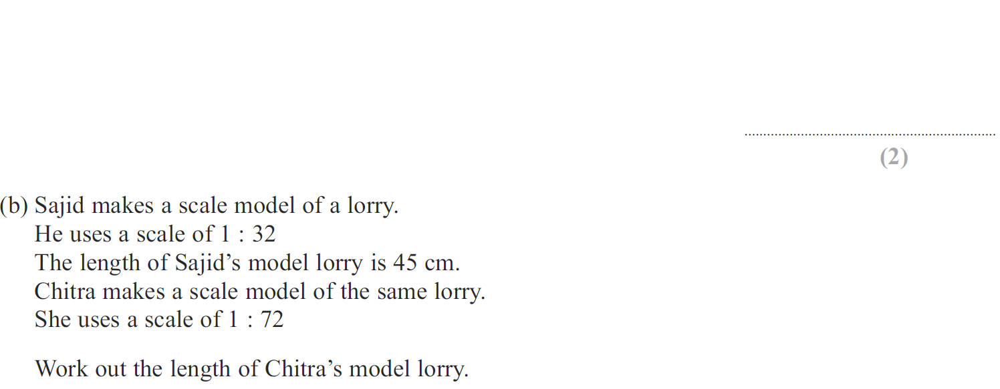 (2)
(b) Sajid makes a scale model of a lorry.
He uses a scale of 1 : 32
The length of Sajid’s model lorry is 45 cm.
Chitra makes a scale model of the same lorry.
She uses a scale of 1 : 72
Work out the length of Chitra’s model lorry.